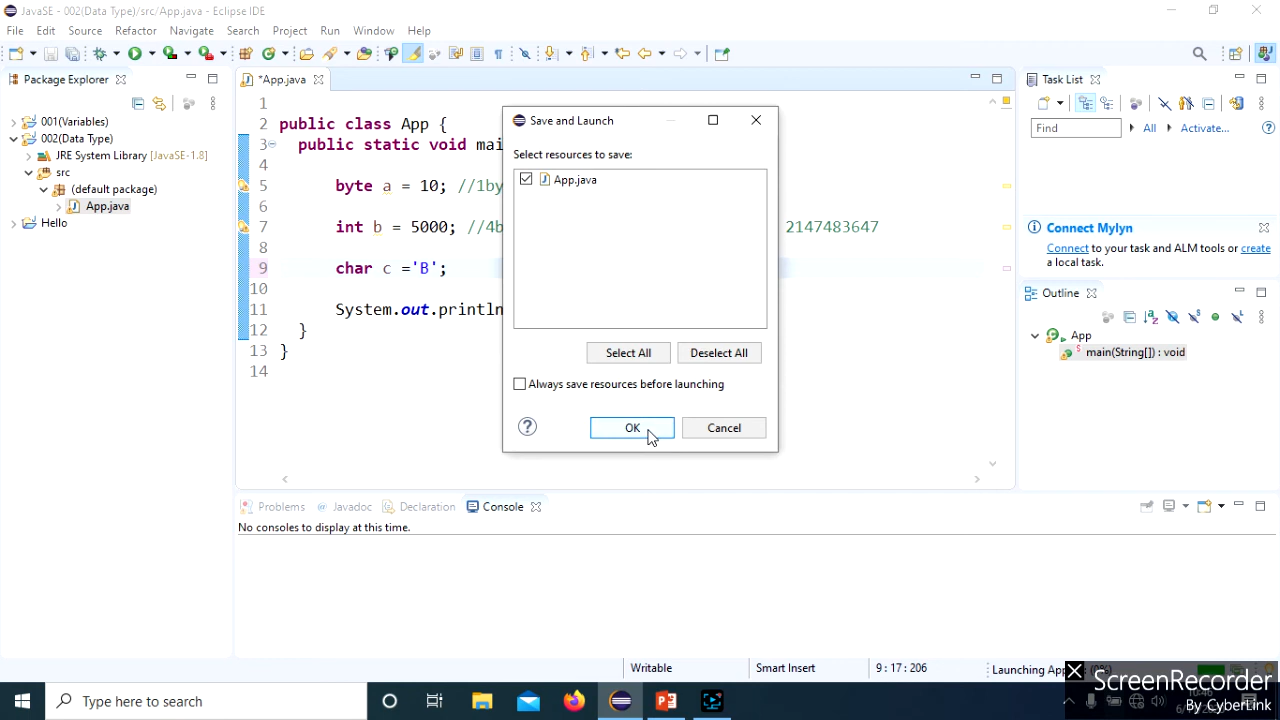 JavaSE - 002(Data Type)/src/App.java - Eclipse IDE
File Edit Source Refactor Navigate Search Project Run Window Help
Package Explorer
001(Variables)
002(Data Type)
JRE System Library [JavaSE-1.8]
src
(default package)
App.java
Hello
*App.java
1
2 public class App {
3 public static void mai
4
5 byte a = 10; //1by
6
7 int b = 5000; //4b 2147483647
8
9 char c ='B';
10
11 System.out.println
12 }
13 }
14
Save and Launch
Select resources to save:
App.java
Select All Deselect All
Always save resources before launching
OK Cancel
Task List
Find All Activate...
Connect Mylyn
Connect to your task and ALM tools or create
a local task.
Outline
App
main(String[]) : void
Problems Javadoc Declaration Console
No consoles to display at this time.
Writable Smart Insert 9 : 17 : 206 Launching App
ScreenRecorder
By CyberLink
Type here to search
10:46